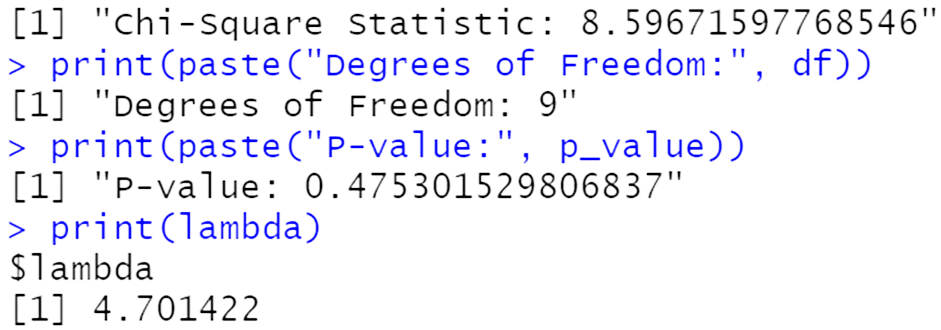 [1] "Chi-Square Statistic: 8.59671597768546"
> print(paste("Degrees of Freedom:", df))
[1] "Degrees of Freedom: 9"
> print(paste("P-value:", p_value))
[1] "P-value: 0.475301529806837"
> print(lambda)
$lambda
[1] 4.701422